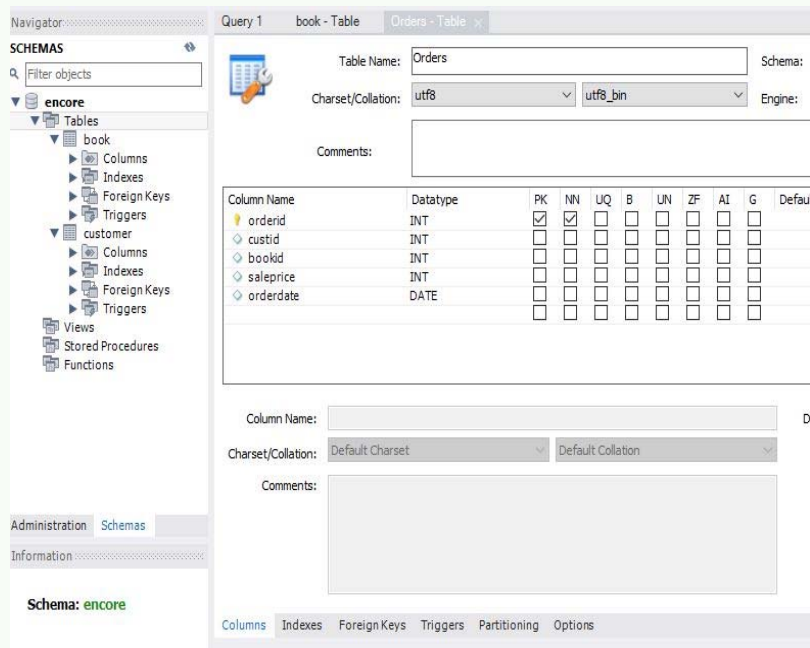 Navigator
SCHEMAS
Filter objects
encore
Tables
book
Columns
Indexes
Foreign Keys
Triggers
customer
Columns
Indexes
Foreign Keys
Triggers
Views
Stored Procedures
Functions
Administration Schemas
Information
Schema: encore
Query 1 book - Table Orders - Table
Table Name: Orders Schema:
Charset/Collation: utf8 utf8_bin Engine:
Comments:
Column Name Datatype PK NN UQ B UN ZF AI G Defau
orderid INT
custid INT
bookid INT
saleprice INT
orderdate DATE
Column Name: D
Charset/Collation: Default Charset Default Collation
Comments:
Columns Indexes Foreign Keys Triggers Partitioning Options